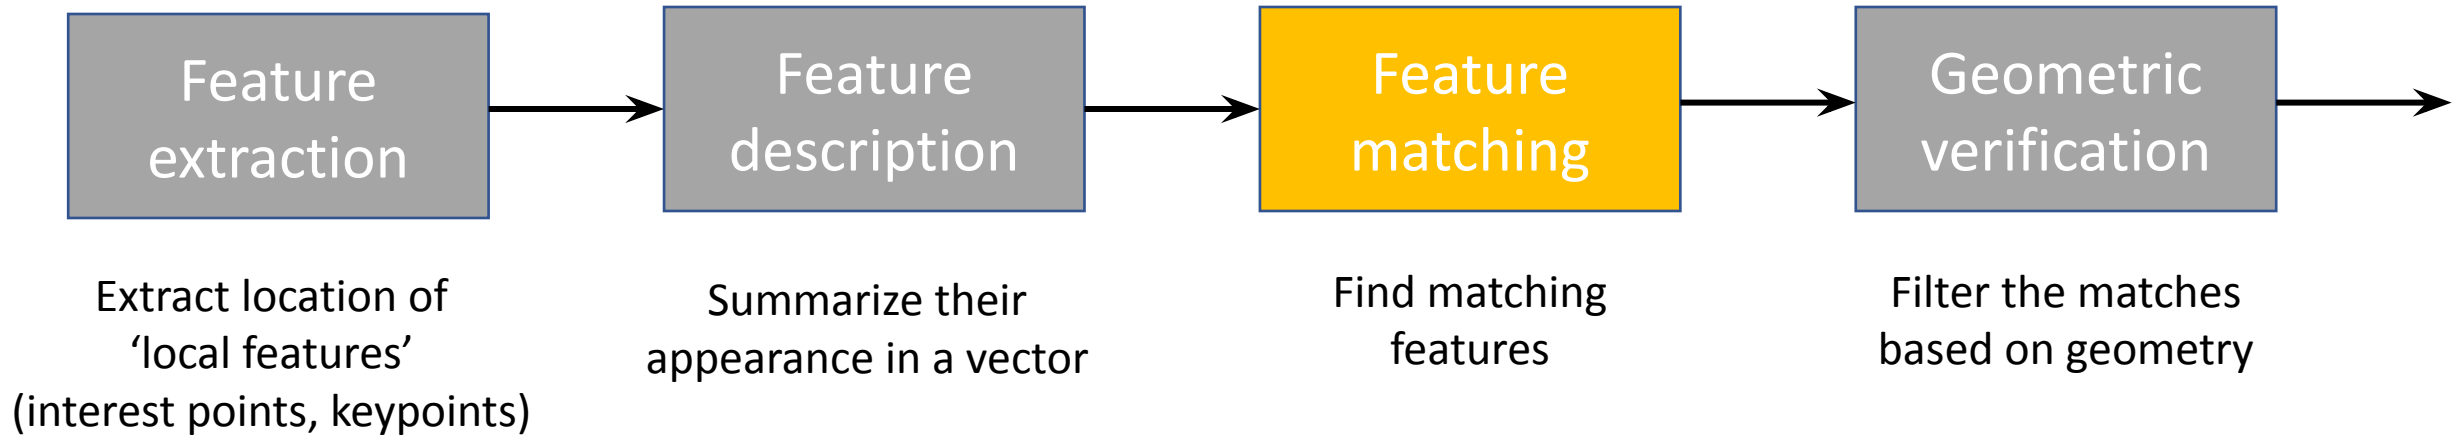 Feature
extraction
Feature
description
Feature
matching
Geometric
verification
Extract location of
‘local features’
(interest points, keypoints)
Summarize their
appearance in a vector
Find matching
features
Filter the matches
based on geometry